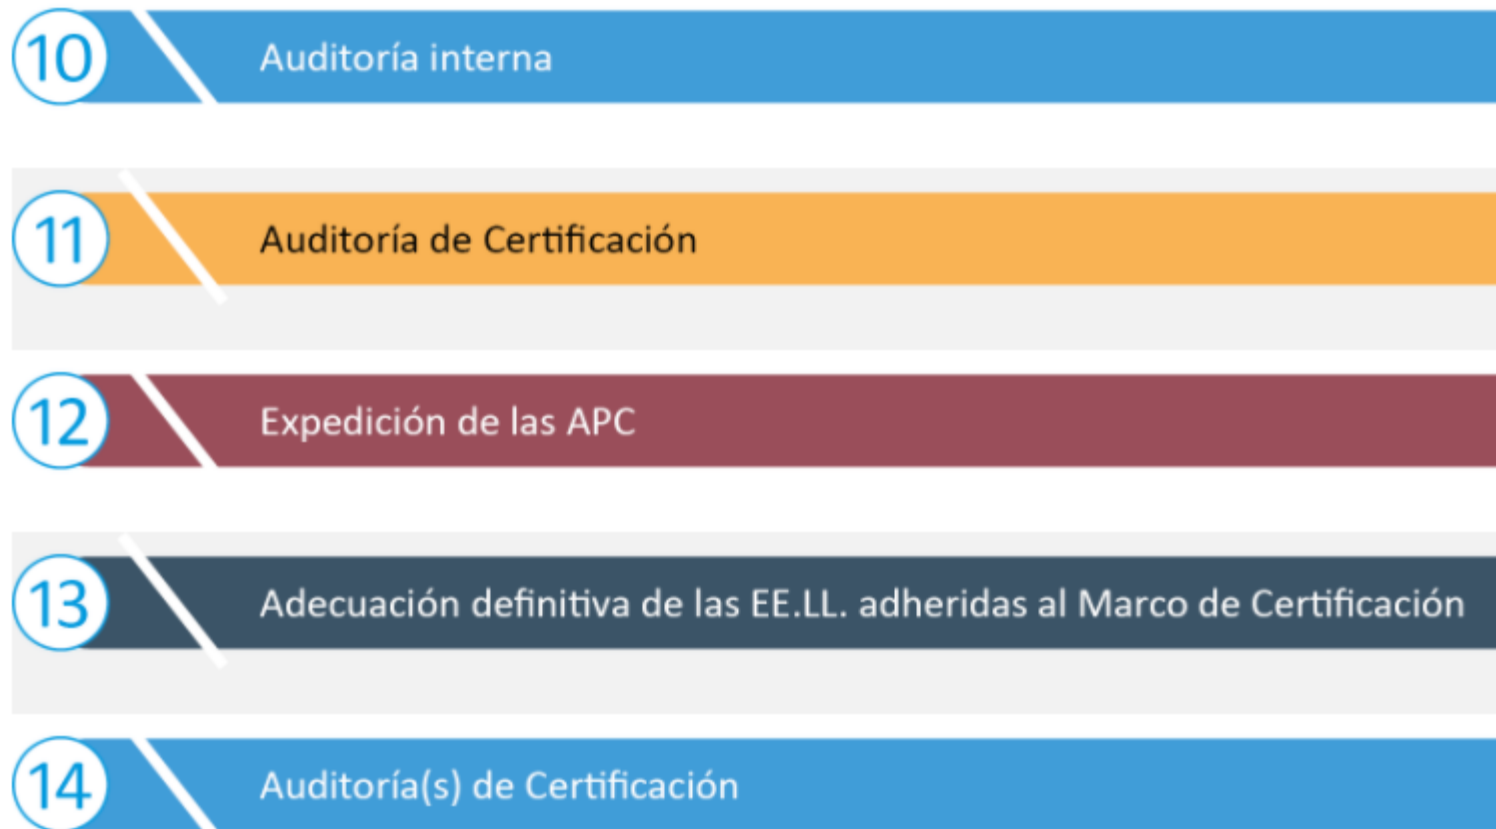 10 Auditoría interna
11 Auditoría de Certificación
12 Expedición de las APC
13 Adecuación definitiva de las EE.LL. adheridas al Marco de Certificación
14 Auditoría(s) de Certificación